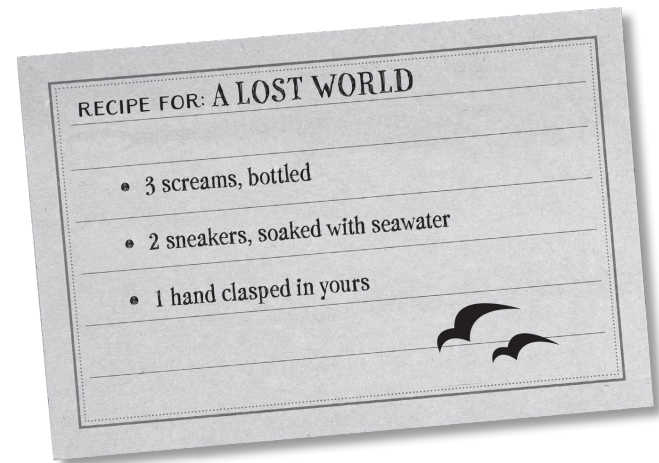 RECIPE FOR: A LOST WORLD
• 3 screams, bottled
• 2 sneakers, soaked with seawater
• 1 hand clasped in yours